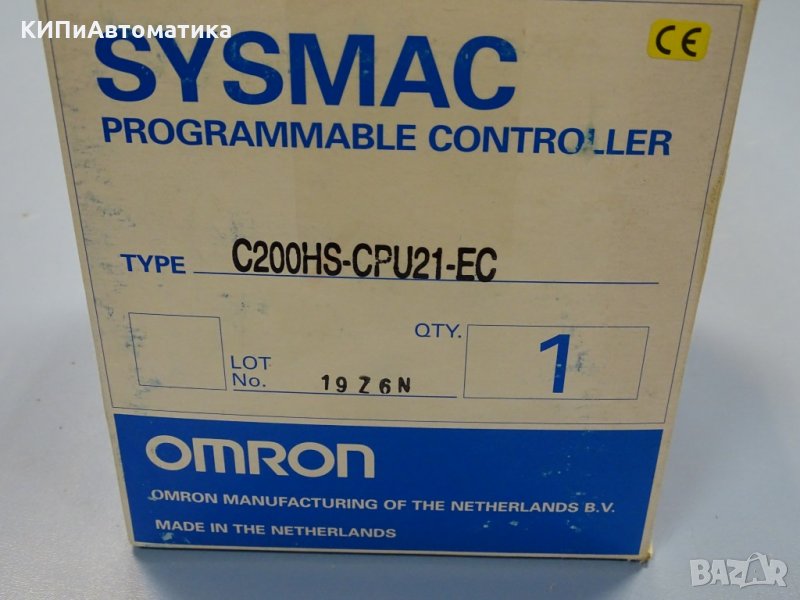 КИПиАвтоматика
SYSMAC
CE
PROGRAMMABLE CONTROLLER
TYPE C200HS-CPU21-EC
QTY. 1
LOT
No. 19Z6N
OMRON
OMRON MANUFACTURING OF THE NETHERLANDS B.V.
MADE IN THE NETHERLANDS
BAZAR